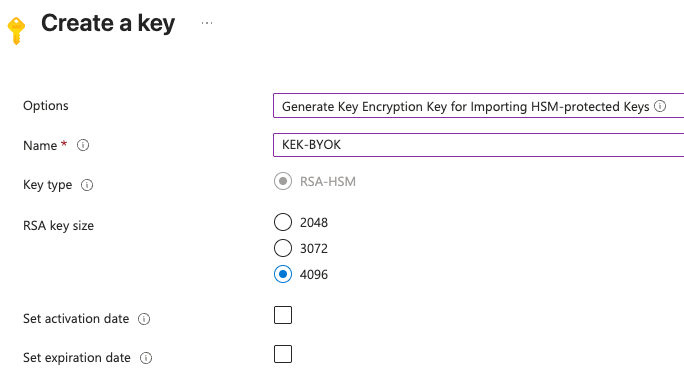 Create a key ...
Options Generate Key Encryption Key for Importing HSM-protected Keys
Name * KEK-BYOK
Key type RSA-HSM
RSA key size 2048
3072
4096
Set activation date
Set expiration date